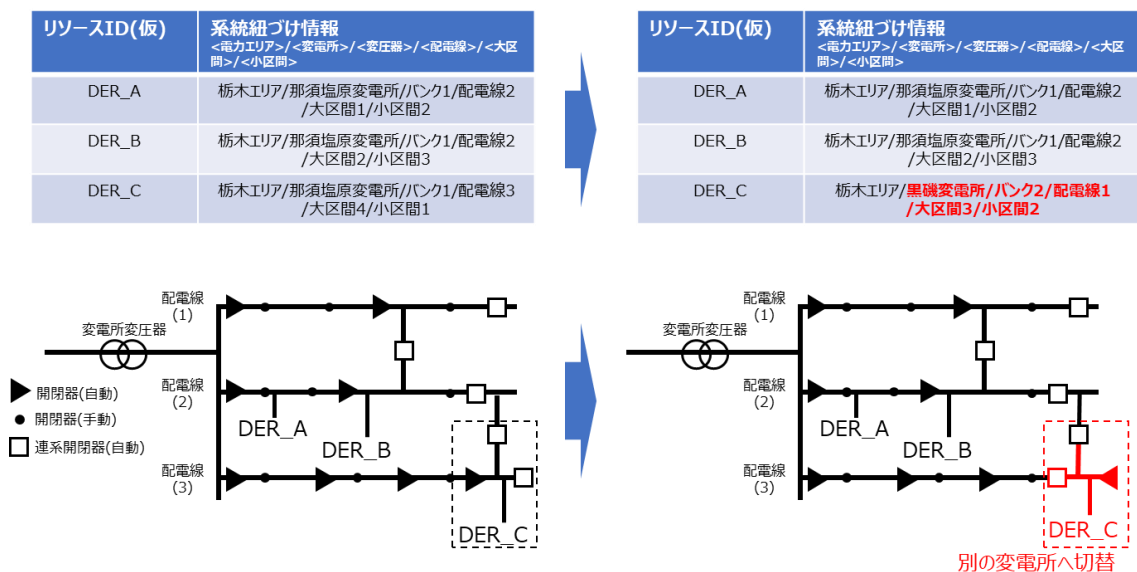 リソースID(仮)
系統紐づけ情報
<電力エリア>/<変電所>/<変圧器>/<配電線>/<大区
間>/<小区間>
DER_A
栃木エリア/那須塩原変電所/バンク1/配電線2
/大区間1/小区間2
DER_B
栃木エリア/那須塩原変電所/バンク1/配電線2
/大区間2/小区間3
DER_C
栃木エリア/那須塩原変電所/バンク1/配電線3
/大区間4/小区間1
リソースID(仮)
系統紐づけ情報
<電力エリア>/<変電所>/<変圧器>/<配電線>/<大区
間>/<小区間>
DER_A
栃木エリア/那須塩原変電所/バンク1/配電線2
/大区間1/小区間2
DER_B
栃木エリア/那須塩原変電所/バンク1/配電線2
/大区間2/小区間3
DER_C
栃木エリア/黒磯変電所/バンク2/配電線1
/大区間3/小区間2
配電線
(1)
変電所変圧器
配電線
(2)
開閉器(自動)
開閉器(手動)
連系開閉器(自動)
DER_A
DER_B
配電線
(3)
DER_C
配電線
(1)
変電所変圧器
配電線
(2)
DER_A
DER_B
配電線
(3)
DER_C
別の変電所へ切替